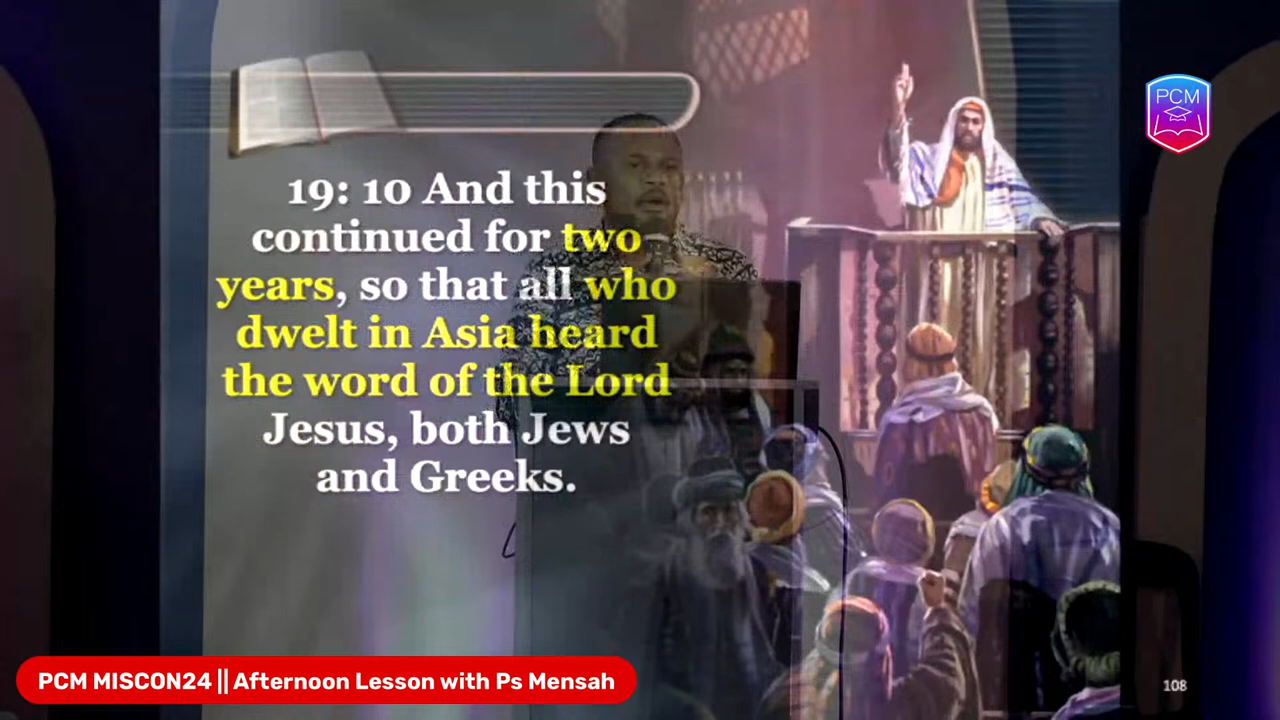 PCM
19: 10 And this
continued for two
years, so that all who
dwelt in Asia heard
the word of the Lord
Jesus, both Jews
and Greeks.
PCM MISCON24 || Afternoon Lesson with Ps Mensah
108